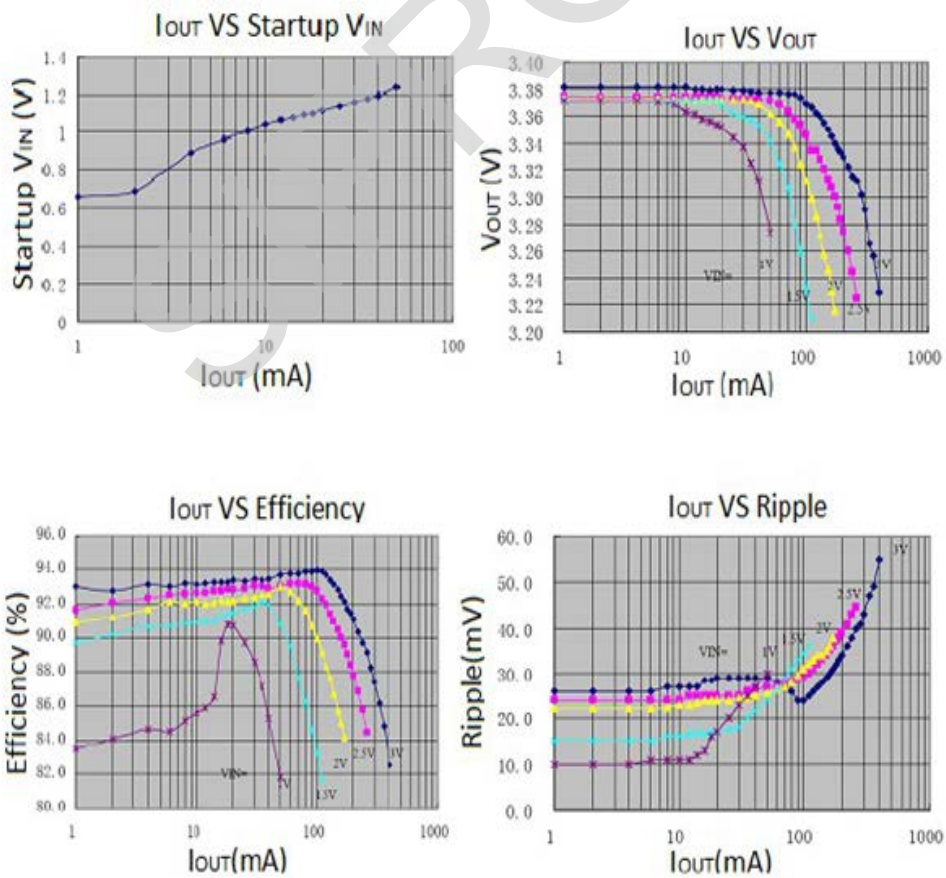 IOUT VS Startup VIN
1.4
1.2
1
0.8
0.6
0.4
0.2
0
Startup VIN (V)
1
10
100
IOUT (mA)
IOUT VS VOUT
3.40
3.38
3.36
3.34
3.32
3.30
3.28
3.26
3.24
3.22
3.20
VOUT (V)
VIN=
1V
1.5V
2V
2.5V
3V
1
10
100
1000
IOUT (mA)
IOUT VS Efficiency
96.0
94.0
92.0
90.0
88.0
86.0
84.0
82.0
80.0
Efficiency (%)
VIN=
1V
1.5V
2V
2.5V
3V
1
10
100
1000
IOUT(mA)
IOUT VS Ripple
60.0
50.0
40.0
30.0
20.0
10.0
0.0
Ripple(mV)
VIN=
1V
1.5V
2V
2.5V
3V
1
10
100
1000
IOUT(mA)